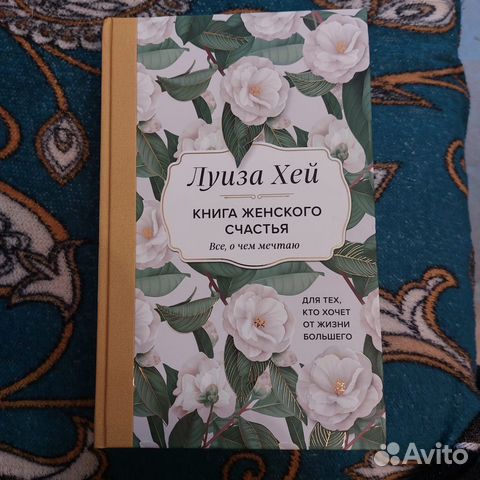 Луиза Хей
КНИГА ЖЕНСКОГО
СЧАСТЬЯ
Все, о чем мечтаю
ДЛЯ ТЕХ,
КТО ХОЧЕТ
ОТ ЖИЗНИ
БОЛЬШЕГО
Avito